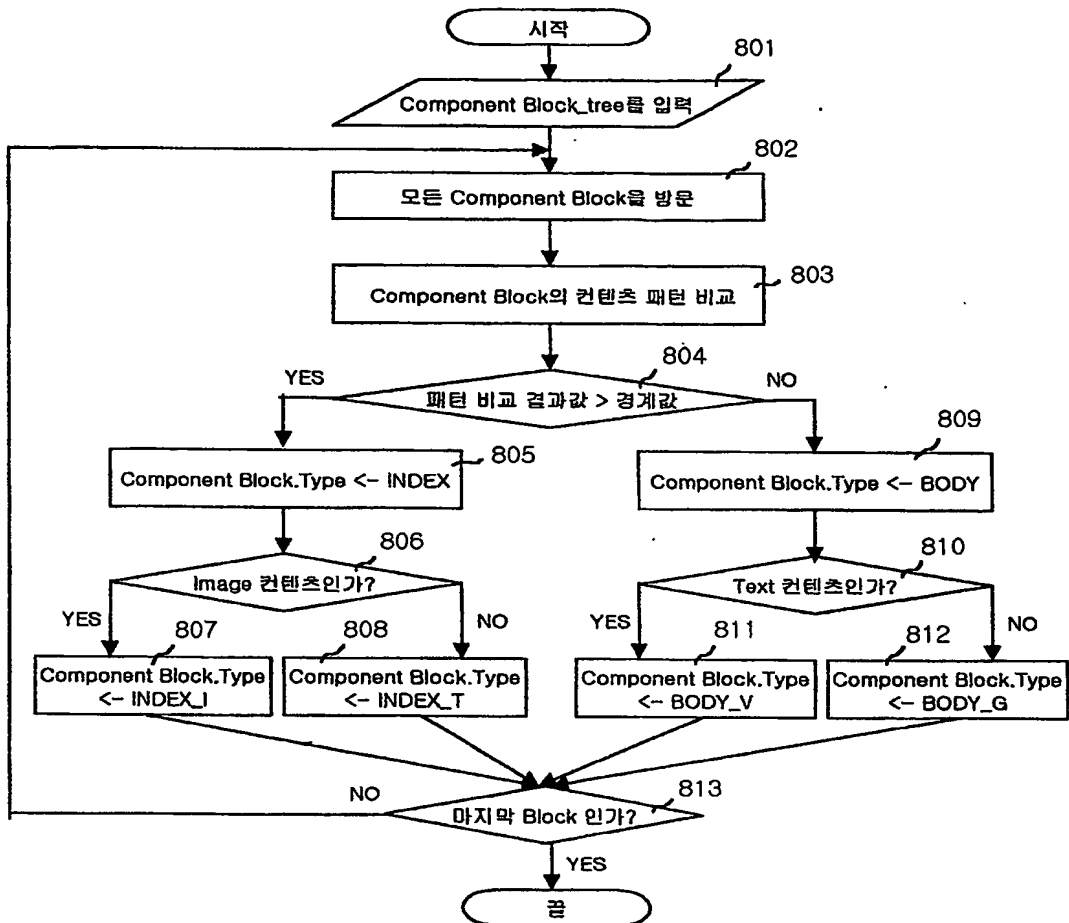 시작
801
Component Block_tree를 입력
802
모든 Component Block을 방문
803
Component Block의 컨텐츠 패턴 비교
804
YES
NO
패턴 비교 결과값 > 경계값
805
Component Block.Type <- INDEX
809
Component Block.Type <- BODY
806
Image 컨텐츠인가?
810
Text 컨텐츠인가?
YES
NO
YES
NO
807
Component Block.Type
<- INDEX_I
808
Component Block.Type
<- INDEX_T
811
Component Block.Type
<- BODY_V
812
Component Block.Type
<- BODY_G
NO
813
마지막 Block 인가?
YES
끝